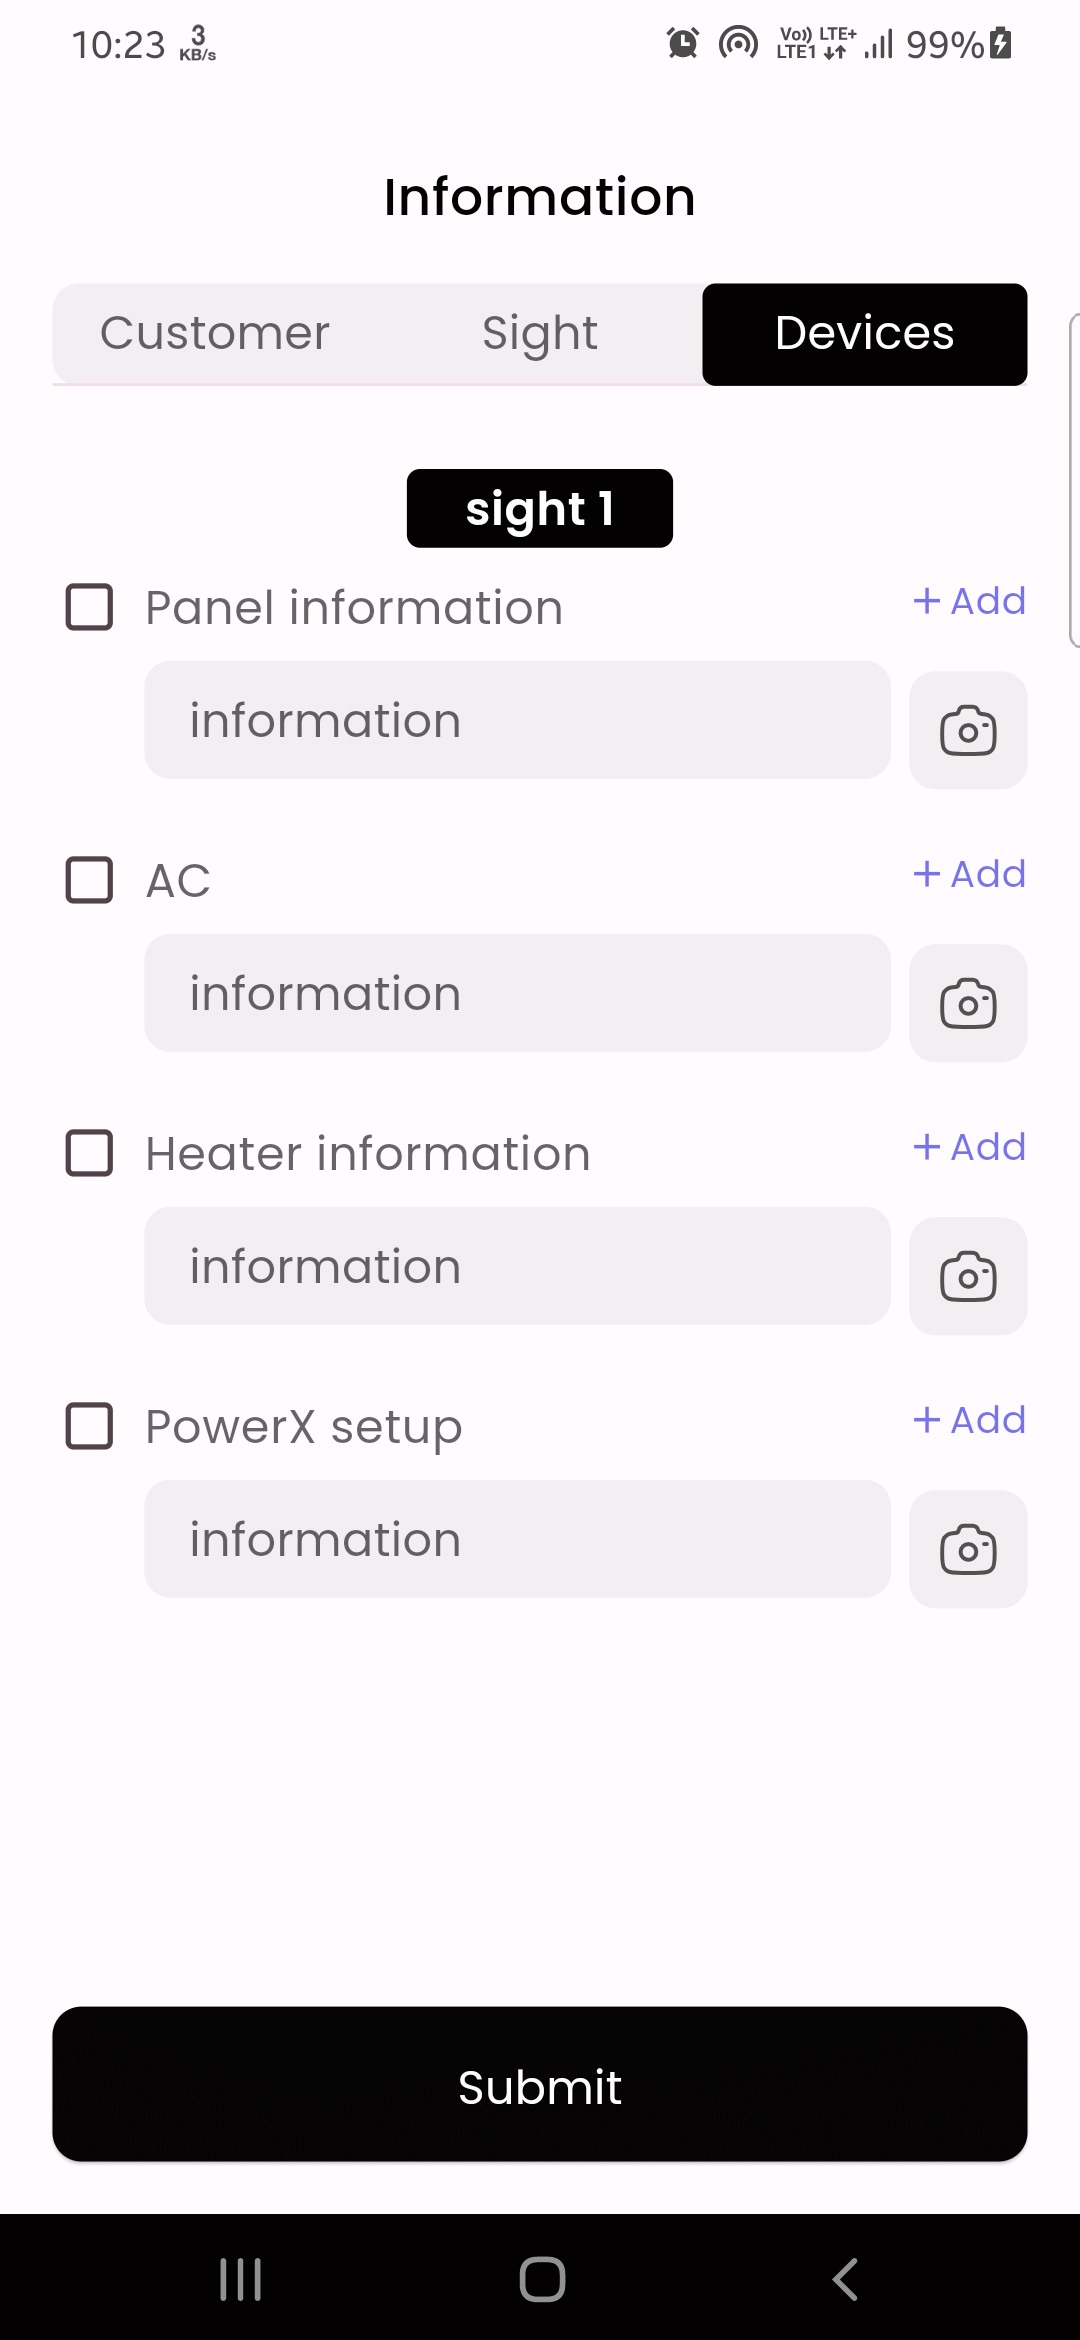 10:23 3 KB/s Vo)) LTE+ LTE1 99%
Information
Customer Sight Devices
sight 1
Panel information + Add
information
AC + Add
information
Heater information + Add
information
PowerX setup + Add
information
Submit